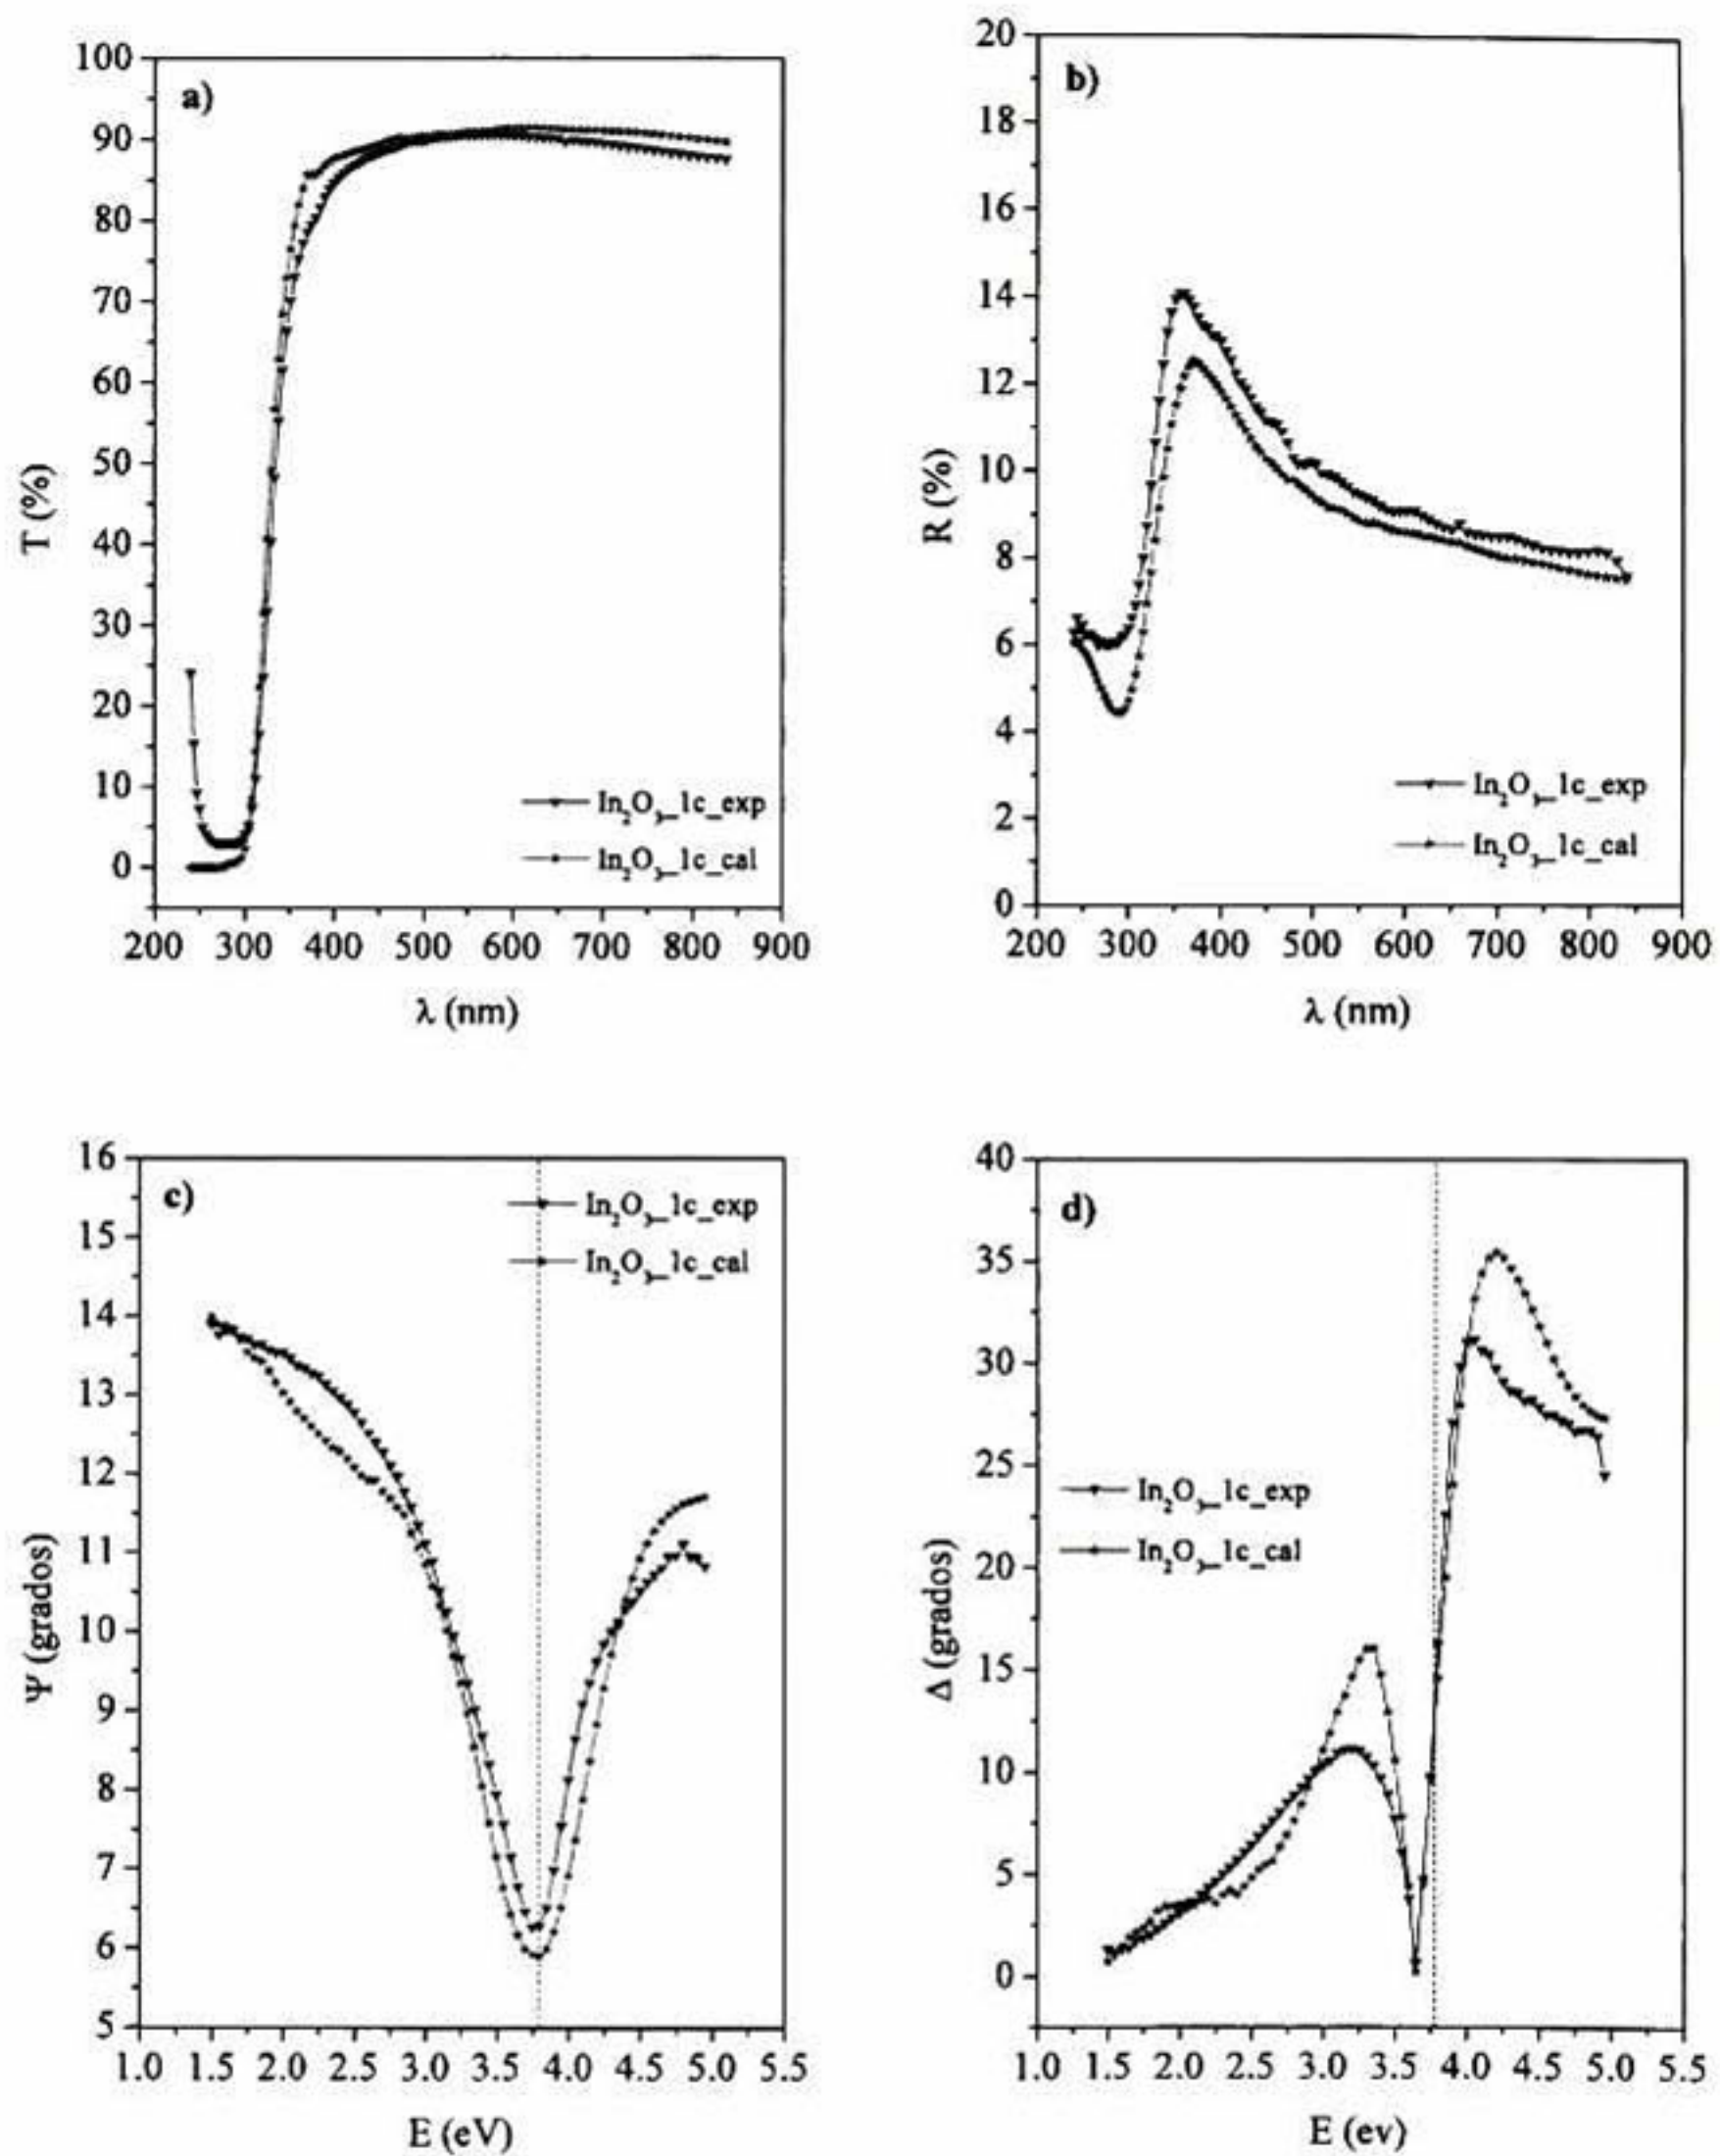 a)
100
90
80
70
60
50
40
30
20
10
0
T (%)
In₂O₃_1c_exp
In₂O₃_1c_cal
200 300 400 500 600 700 800 900
λ (nm)
b)
20
18
16
14
12
10
8
6
4
2
0
R (%)
In₂O₃_1c_exp
In₂O₃_1c_cal
200 300 400 500 600 700 800 900
λ (nm)
c)
16
15
14
13
12
11
10
9
8
7
6
5
Ψ (grados)
In₂O₃_1c_exp
In₂O₃_1c_cal
1.0 1.5 2.0 2.5 3.0 3.5 4.0 4.5 5.0 5.5
E (eV)
d)
40
35
30
25
20
15
10
5
0
Δ (grados)
In₂O₃_1c_exp
In₂O₃_1c_cal
1.0 1.5 2.0 2.5 3.0 3.5 4.0 4.5 5.0 5.5
E (ev)